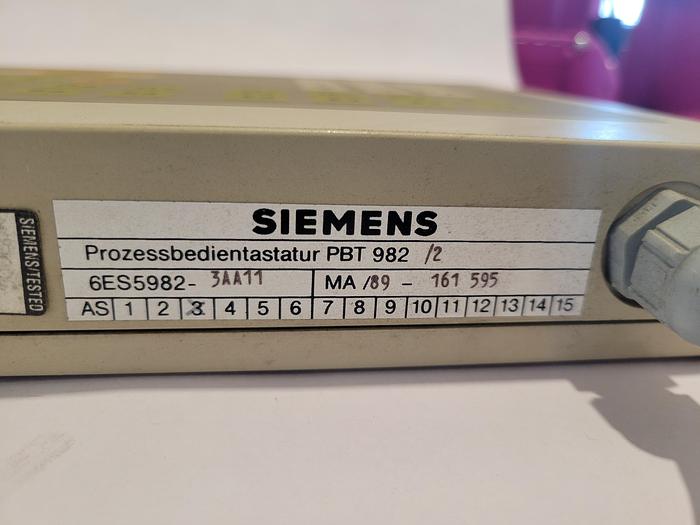 SIEMENS
Prozessbedientastatur PBT 982 /2
6ES5982- 3AA11 MA /89 - 161 595
AS 1 2 3 4 5 6 7 8 9 10 11 12 13 14 15
SIEMENS/TESTED